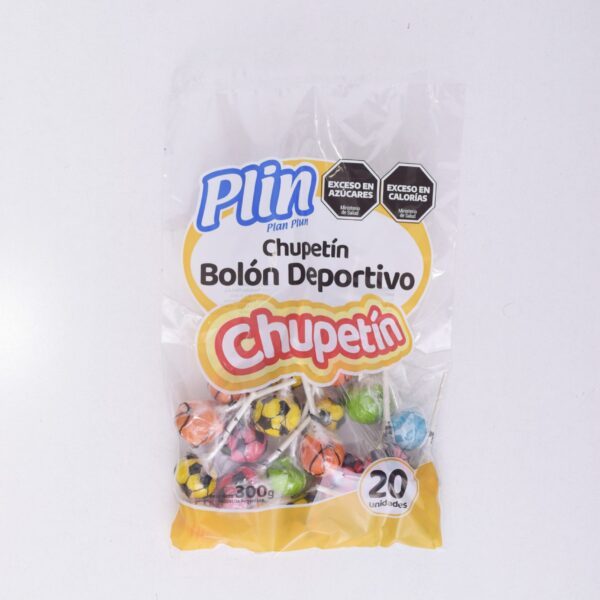 Plin
Plan Plun
EXCESO EN
AZÚCARES
Ministerio
de Salud
EXCESO EN
CALORÍAS
Ministerio
de Salud
Chupetín
Bolón Deportivo
Chupetín
300g
20
unidades